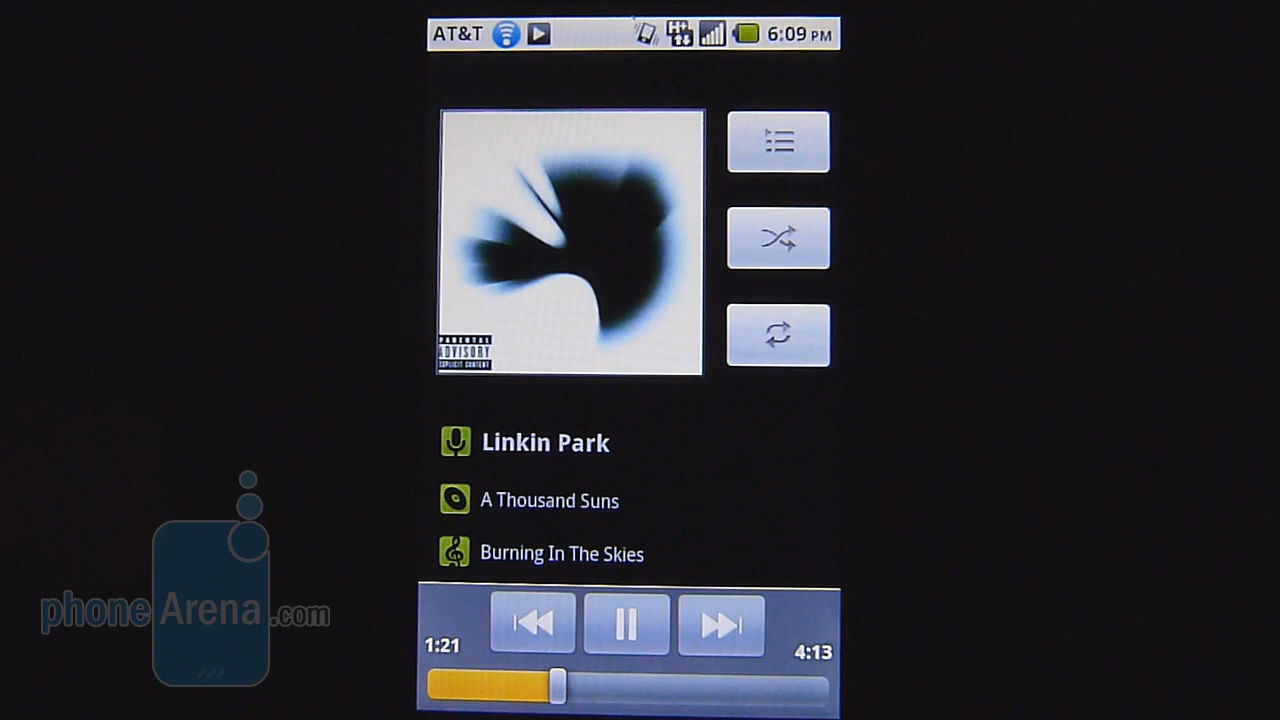 AT&T
H+
6:09 PM
PARENTAL
ADVISORY
EXPLICIT CONTENT
Linkin Park
A Thousand Suns
Burning In The Skies
1:21
4:13
phoneArena.com